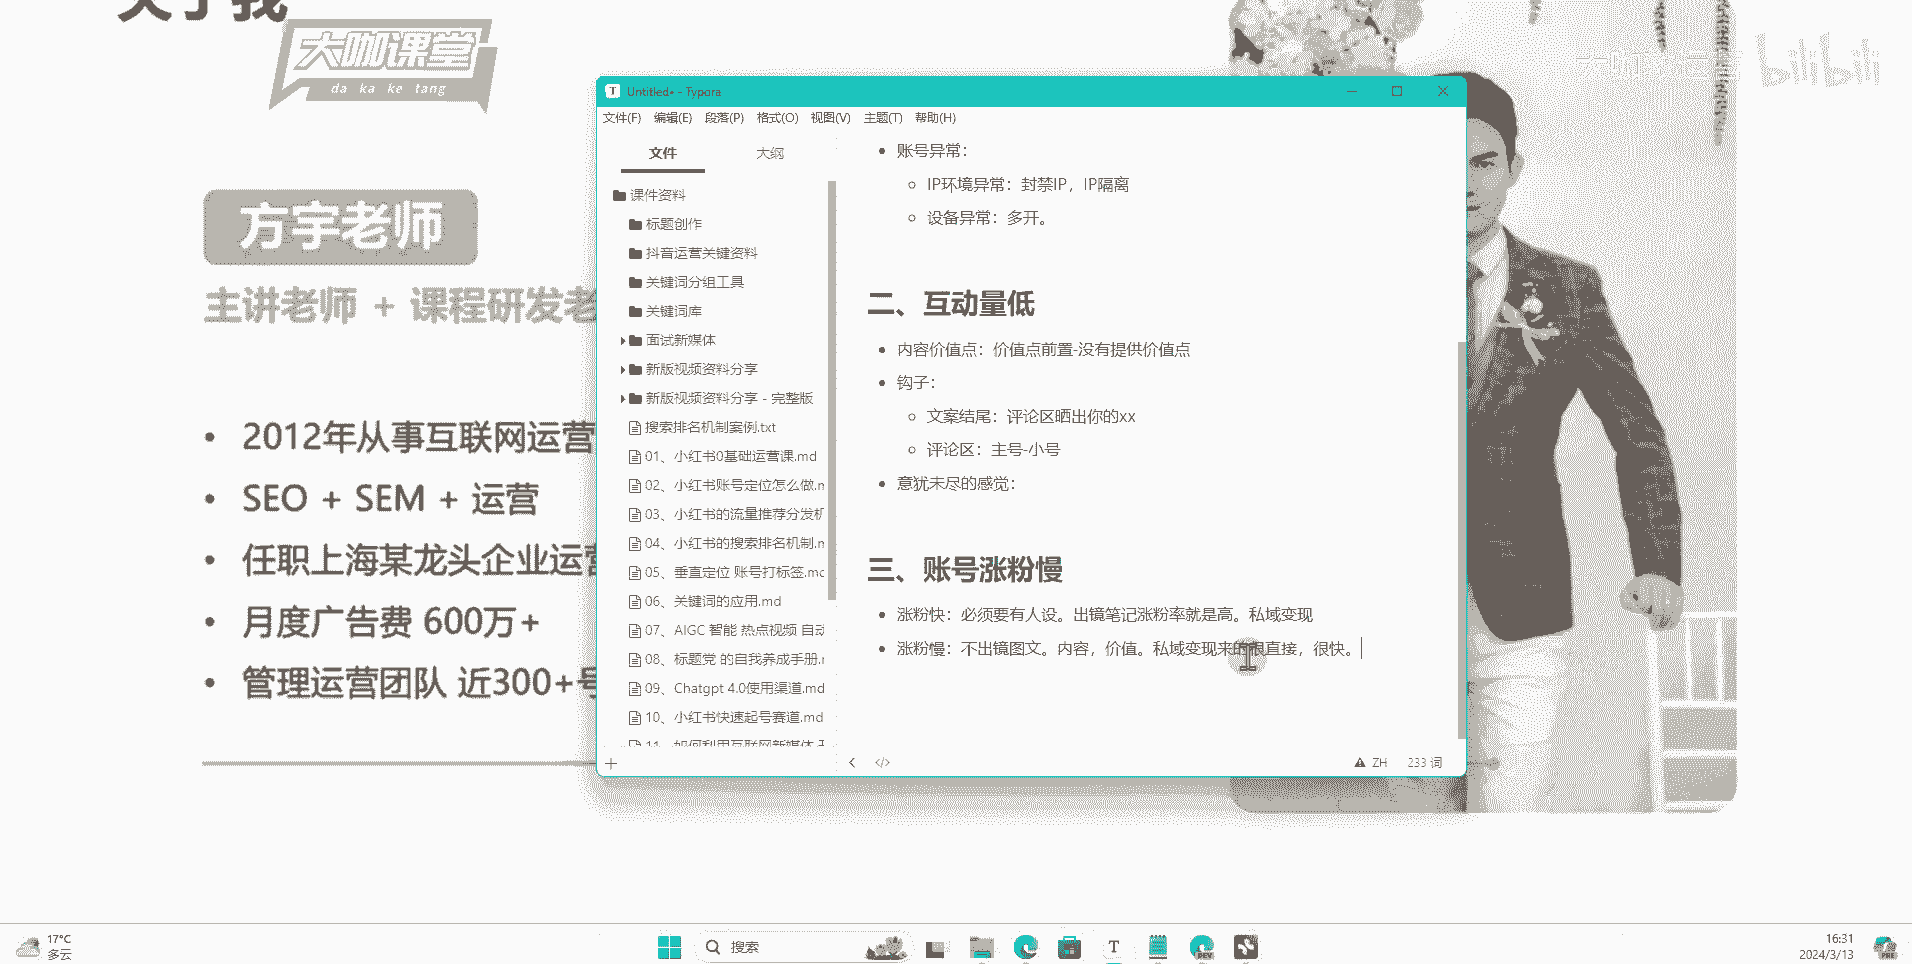 关于我
大咖课堂
da ka ke tang
大咖 运营
bilibili
方宇老师
主讲老师 + 课程研发老
2012年从事互联网运营
SEO + SEM + 运营
任职上海某龙头企业运营
月度广告费 600万+
管理运营团队 近300+号
Untitled• - Typora
文件(F) 编辑(E) 段落(P) 格式(O) 视图(V) 主题(T) 帮助(H)
文件 大纲
课件资料
标题创作
抖音运营关键资料
关键词分组工具
关键词库
面试新媒体
新版视频资料分享
新版视频资料分享 - 完整版
搜索排名机制案例.txt
01、小红书0基础运营课.md
02、小红书账号定位怎么做.m
03、小红书的流量推荐分发机
04、小红书的搜索排名机制.m
05、垂直定位 账号打标签.mc
06、关键词的应用.md
07、AIGC 智能 热点视频 自动
08、标题党 的自我养成手册.r
09、Chatgpt 4.0使用渠道.md
10、小红书快速起号赛道.md
11、如何利用互联网新媒体
账号异常：
IP环境异常：封禁IP，IP隔离
设备异常：多开。
二、互动量低
内容价值点：价值点前置-没有提供价值点
钩子：
文案结尾：评论区晒出你的xx
评论区：主号-小号
意犹未尽的感觉：
三、账号涨粉慢
涨粉快：必须要有人设。出镜笔记涨粉率就是高。私域变现
涨粉慢：不出镜图文。内容，价值。私域变现来的很直接，很快。
</> ZH 233 词
17°C
多云
搜索
16:31
2024/3/13